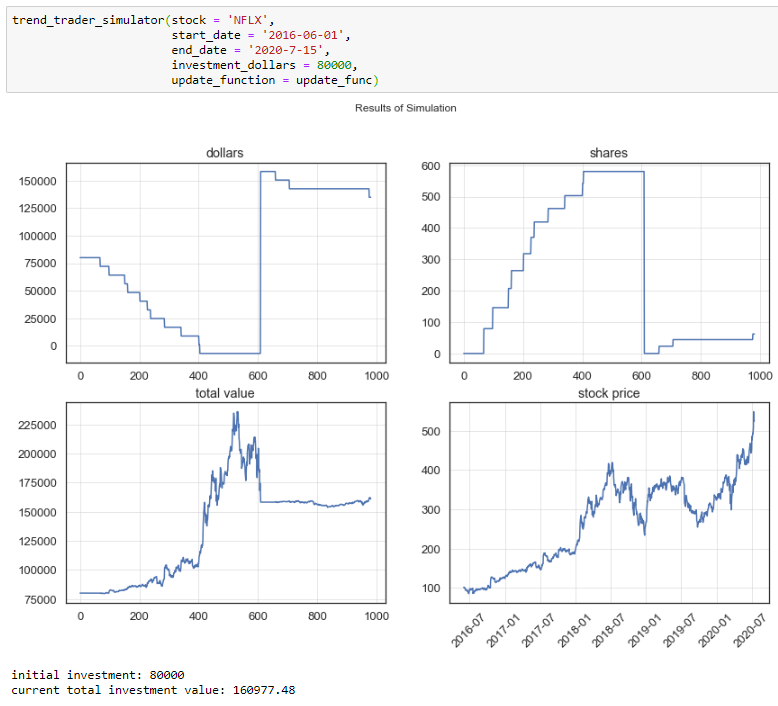 trend_trader_simulator(stock = 'NFLX',
start_date = '2016-06-01',
end_date = '2020-7-15',
investment_dollars = 80000,
update_function = update_func)
Results of Simulation
dollars
150000
125000
100000
75000
50000
25000
0
0 200 400 600 800 1000
shares
600
500
400
300
200
100
0
0 200 400 600 800 1000
total value
225000
200000
175000
150000
125000
100000
75000
0 200 400 600 800 1000
stock price
500
400
300
200
100
2016-07 2017-01 2017-07 2018-01 2018-07 2019-01 2019-07 2020-01 2020-07
initial investment: 80000
current total investment value: 160977.48